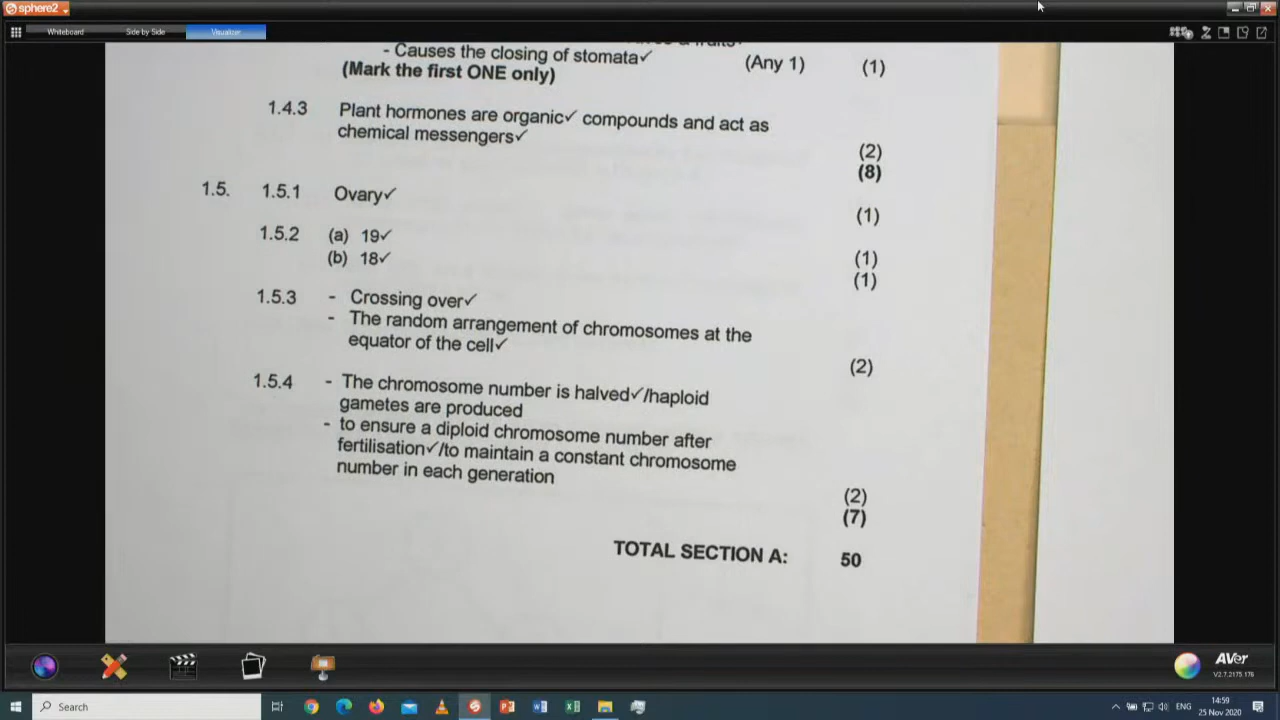 sphere2
Whiteboard
Side by Side
Visualizer
- Causes the closing of stomata✓ (Any 1) (1)
(Mark the first ONE only)
1.4.3 Plant hormones are organic✓ compounds and act as
chemical messengers✓
(2)
(8)
1.5. 1.5.1 Ovary✓
(1)
1.5.2 (a) 19✓
(1)
(b) 18✓
(1)
1.5.3 - Crossing over✓
- The random arrangement of chromosomes at the
equator of the cell✓
(2)
1.5.4 - The chromosome number is halved✓/haploid
gametes are produced
- to ensure a diploid chromosome number after
fertilisation✓/to maintain a constant chromosome
number in each generation
(2)
(7)
TOTAL SECTION A: 50
AVer
V2.7.2175.176
Search
ENG
14:59
25 Nov 2020